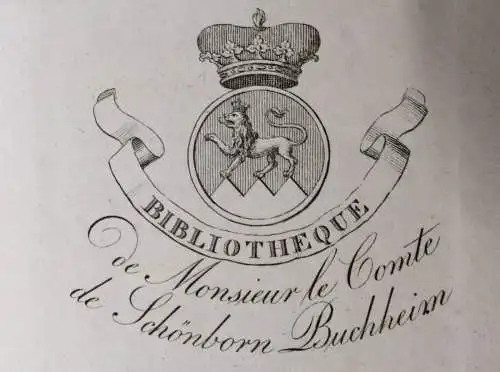 BIBLIOTHEQUE
de Monsieur le Comte
de Schönborn Buchheim